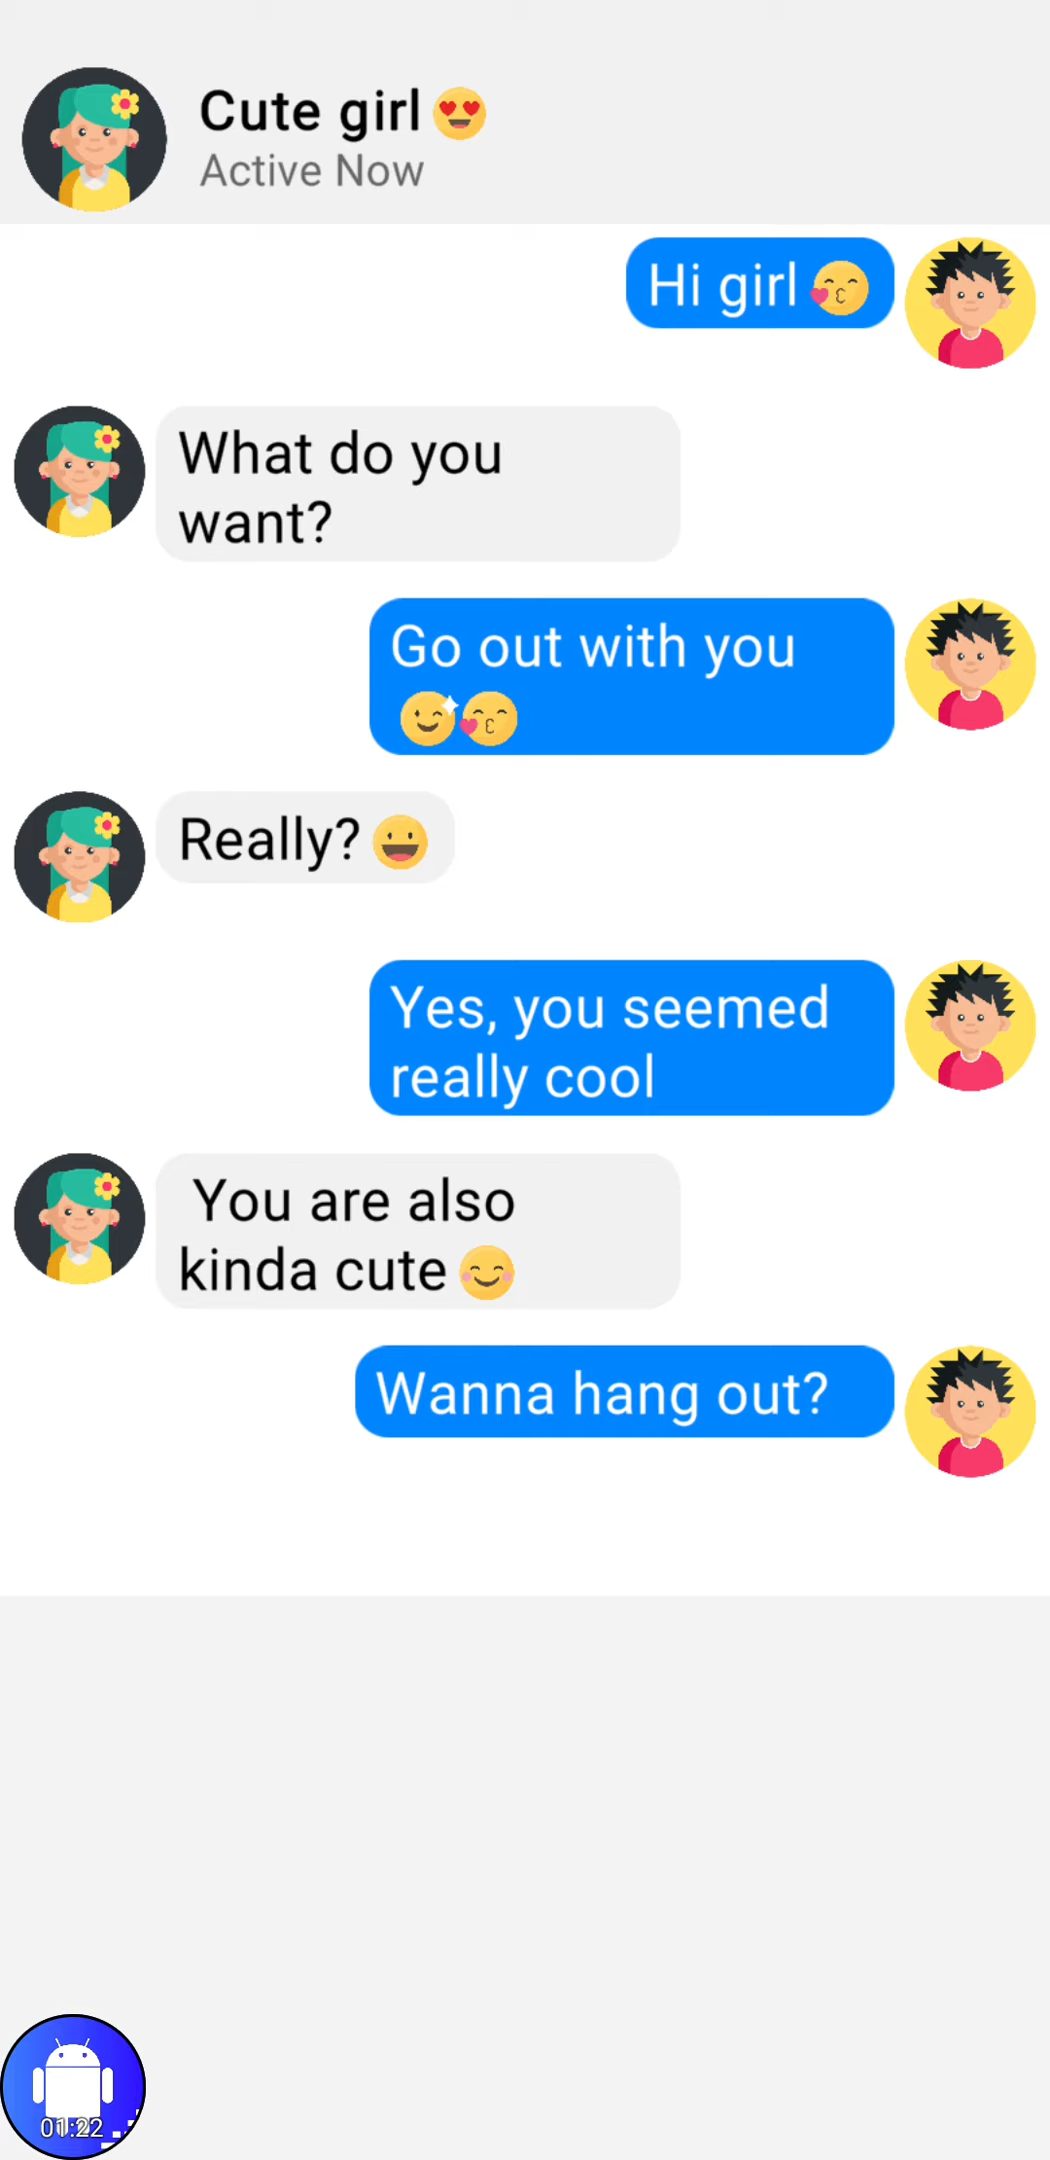 Cute girl😍
Active Now
Hi girl😚
What do you
want?
Go out with you
😉😚
Really?😃
Yes, you seemed
really cool
You are also
kinda cute😊
Wanna hang out?
01:22